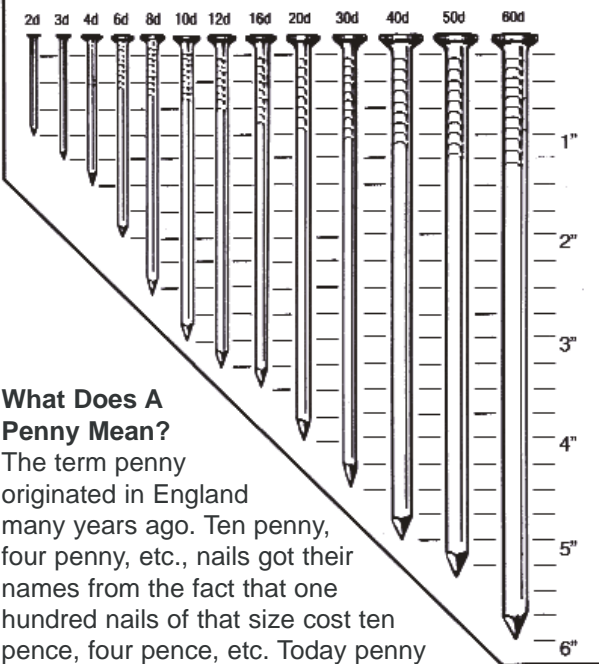 2d 3d 4d 6d 8d 10d 12d 16d 20d 30d 40d 50d 60d
1"
2"
3"
4"
5"
6"
What Does A
Penny Mean?
The term penny
originated in England
many years ago. Ten penny,
four penny, etc., nails got their
names from the fact that one
hundred nails of that size cost ten
pence, four pence, etc. Today penny